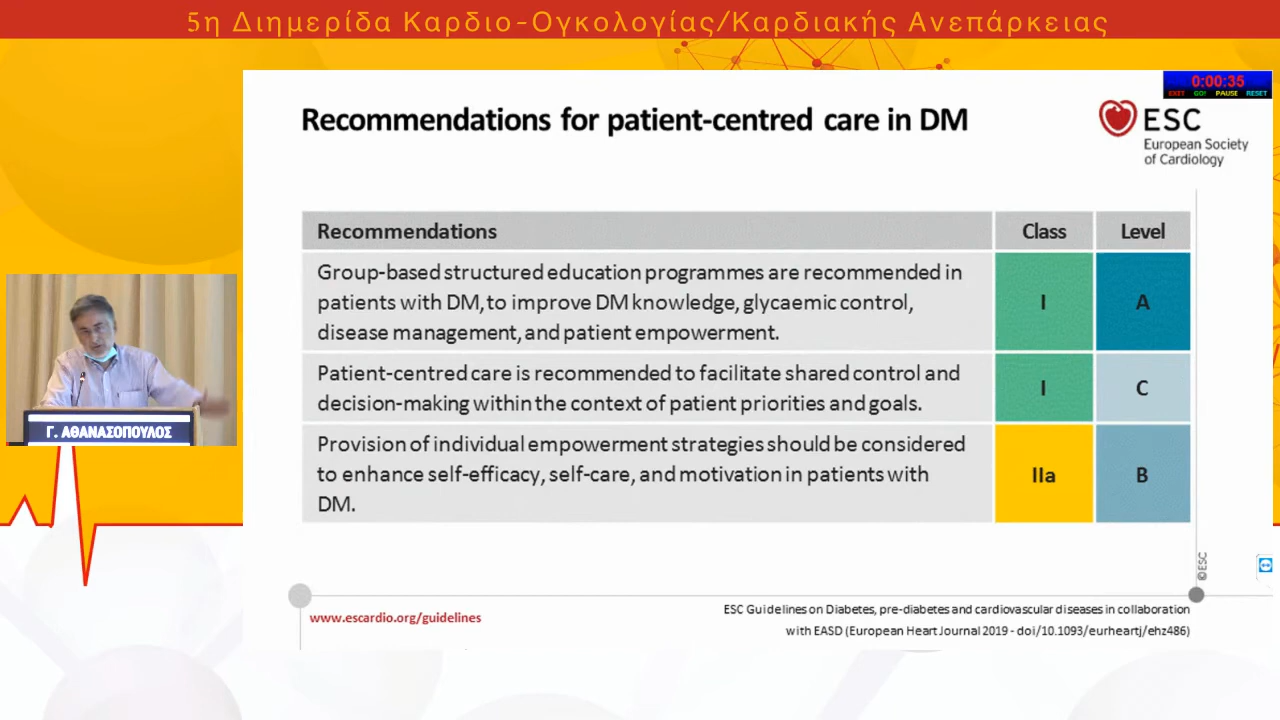 5η Διημερίδα Καρδιο-Ογκολογίας/Καρδιακής Ανεπάρκειας
0:00:35
EXIT GO! PAUSE RESET
Recommendations for patient-centred care in DM
ESC
European Society
of Cardiology
Recommendations Class Level
Group-based structured education programmes are recommended in
patients with DM, to improve DM knowledge, glycaemic control,
disease management, and patient empowerment.
I A
Patient-centred care is recommended to facilitate shared control and
decision-making within the context of patient priorities and goals.
I C
Provision of individual empowerment strategies should be considered
to enhance self-efficacy, self-care, and motivation in patients with
DM.
IIa B
Γ. ΑΘΑΝΑΣΟΠΟΥΛΟΣ
©ESC
www.escardio.org/guidelines
ESC Guidelines on Diabetes, pre-diabetes and cardiovascular diseases in collaboration
with EASD (European Heart Journal 2019 - doi/10.1093/eurheartj/ehz486)